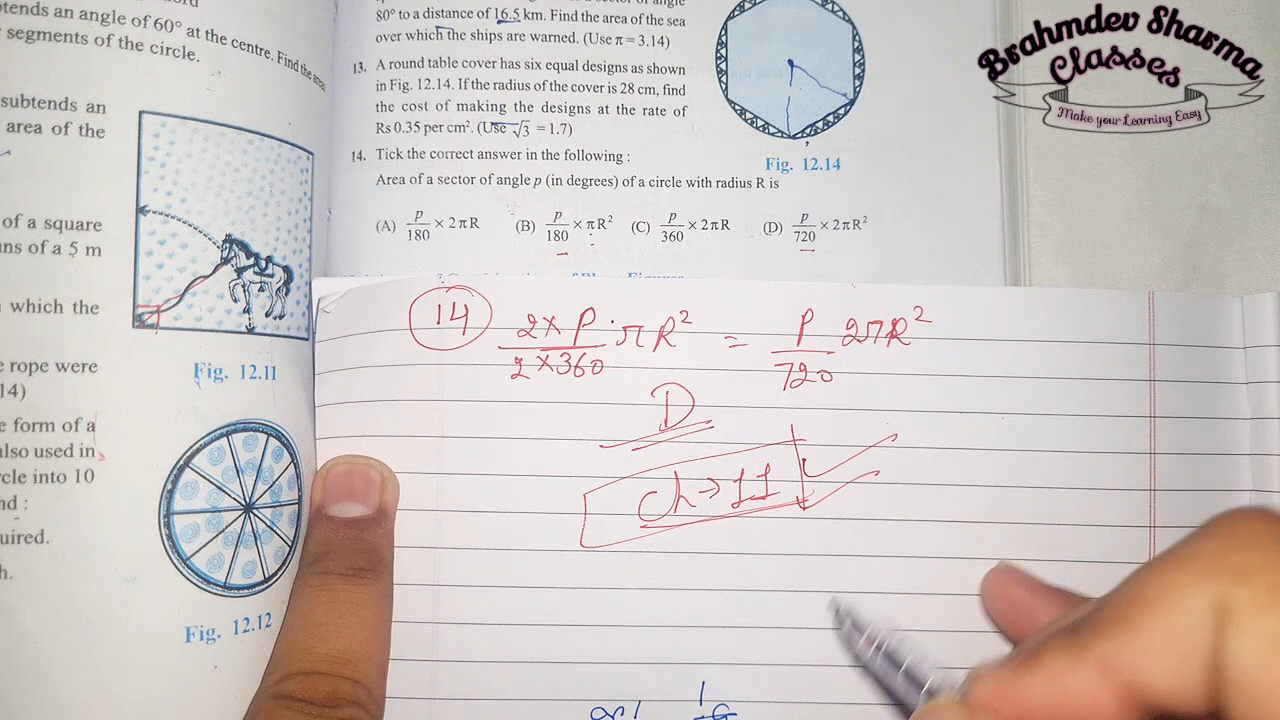 tends an angle of 60° at the centre. Find the area
segments of the circle.
subtends an
area of the
of a square
ns of a 5 m
which the
e rope were
14)
e form of a
also used in
cle into 10
nd :
uired.
h.
Fig. 12.11
Fig. 12.12
80° to a distance of 16.5 km. Find the area of the sea
over which the ships are warned. (Use π = 3.14)
13. A round table cover has six equal designs as shown
in Fig. 12.14. If the radius of the cover is 28 cm, find
the cost of making the designs at the rate of
Rs 0.35 per cm². (Use √3 = 1.7)
14. Tick the correct answer in the following :
Area of a sector of angle p (in degrees) of a circle with radius R is
(A) p/180 × 2πR (B) p/180 × πR² (C) p/360 × 2πR (D) p/720 × 2πR²
Fig. 12.14
Brahmdev Sharma
Classes
Make your Learning Easy
14 2×P/2×360 · πR² = P/720 2πR²
D
Ch→11